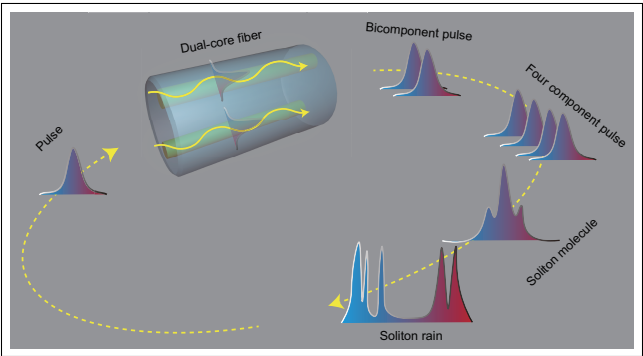 Bicomponent pulse
Dual-core fiber
Four component pulse
Pulse
Soliton molecule
Soliton rain